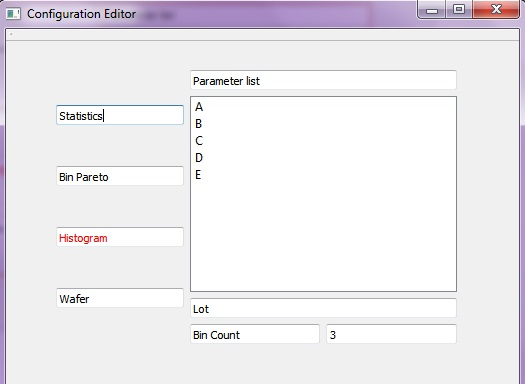 Configuration Editor
Parameter list
Statistics
A
B
C
Bin Pareto
D
E
Histogram
Wafer
Lot
Bin Count
3